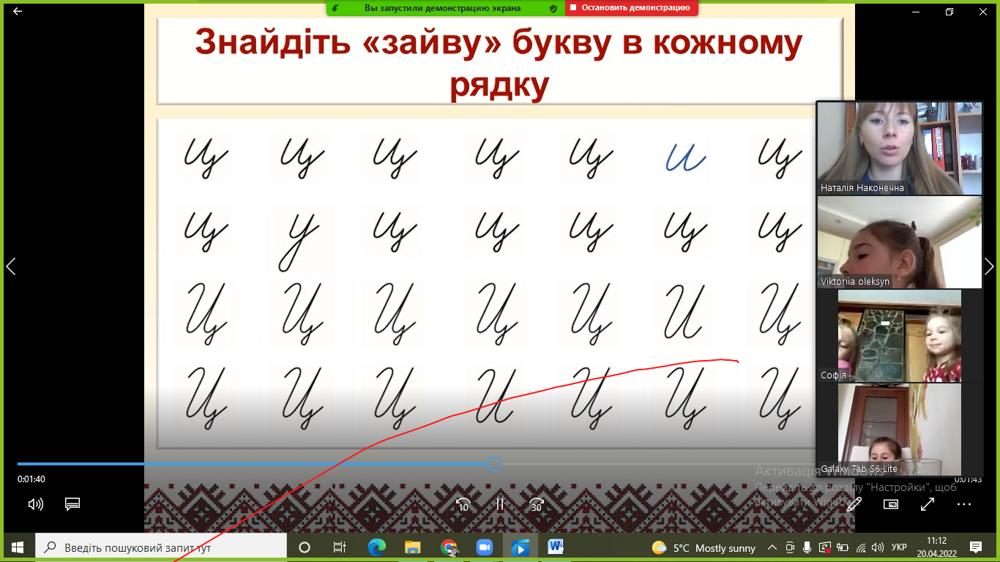 Вы запустили демонстрацию экрана
Остановить демонстрацию
Знайдіть «зайву» букву в кожному
рядку
ц ц ц ц ц и ц
ц у ц ц ц ц ц
Ц Ц Ц Ц Ц И Ц
Ц Ц Ц И Ц Ц Ц
Наталія Наконечна
Viktoriia oleksyn
Софія
Galaxy Tab S6 Lite
0:01:40
0:01:43
10
30
Активація Windows
Перейдіть до розділу "Настройки", щоб
активувати Windows
Введіть пошуковий запит тут
5°C Mostly sunny
УКР
11:12
20.04.2022